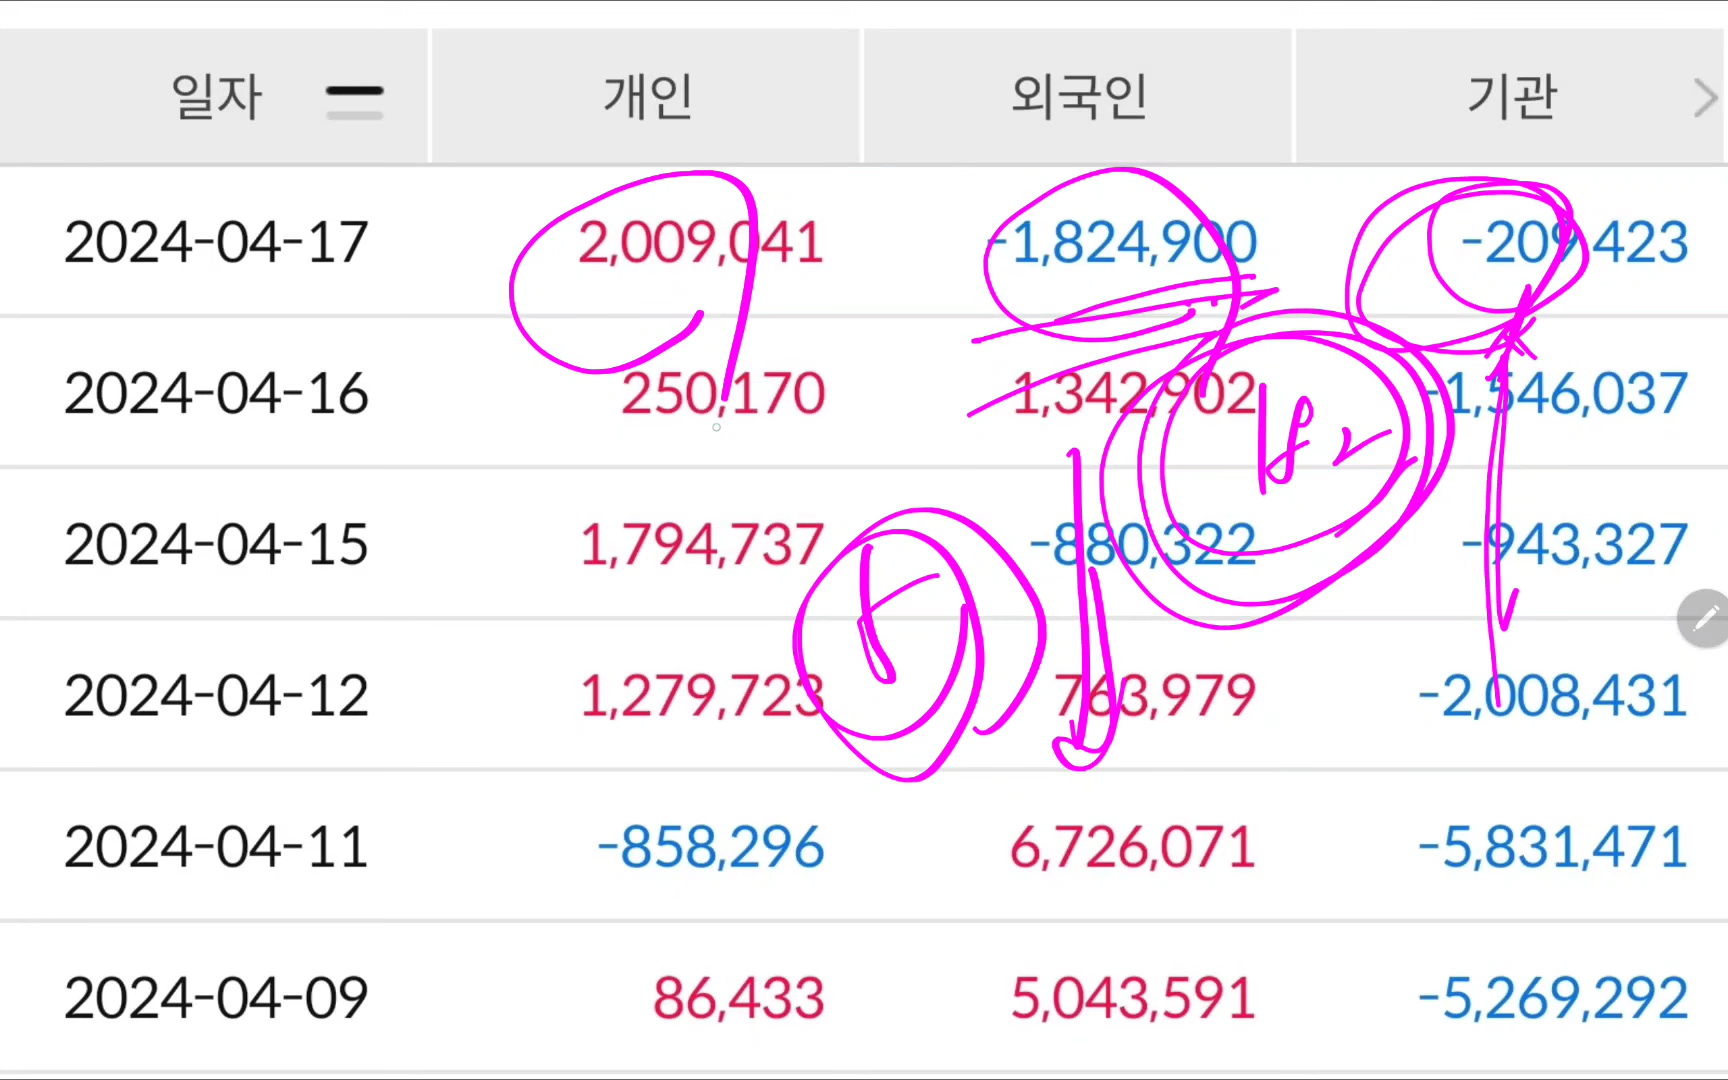 일자 개인 외국인 기관
2024-04-17 2,009,041 -1,824,900 -209,423
2024-04-16 250,170 1,342,902 -1,546,037
2024-04-15 1,794,737 -880,322 -943,327
2024-04-12 1,279,723 763,979 -2,008,431
2024-04-11 -858,296 6,726,071 -5,831,471
2024-04-09 86,433 5,043,591 -5,269,292